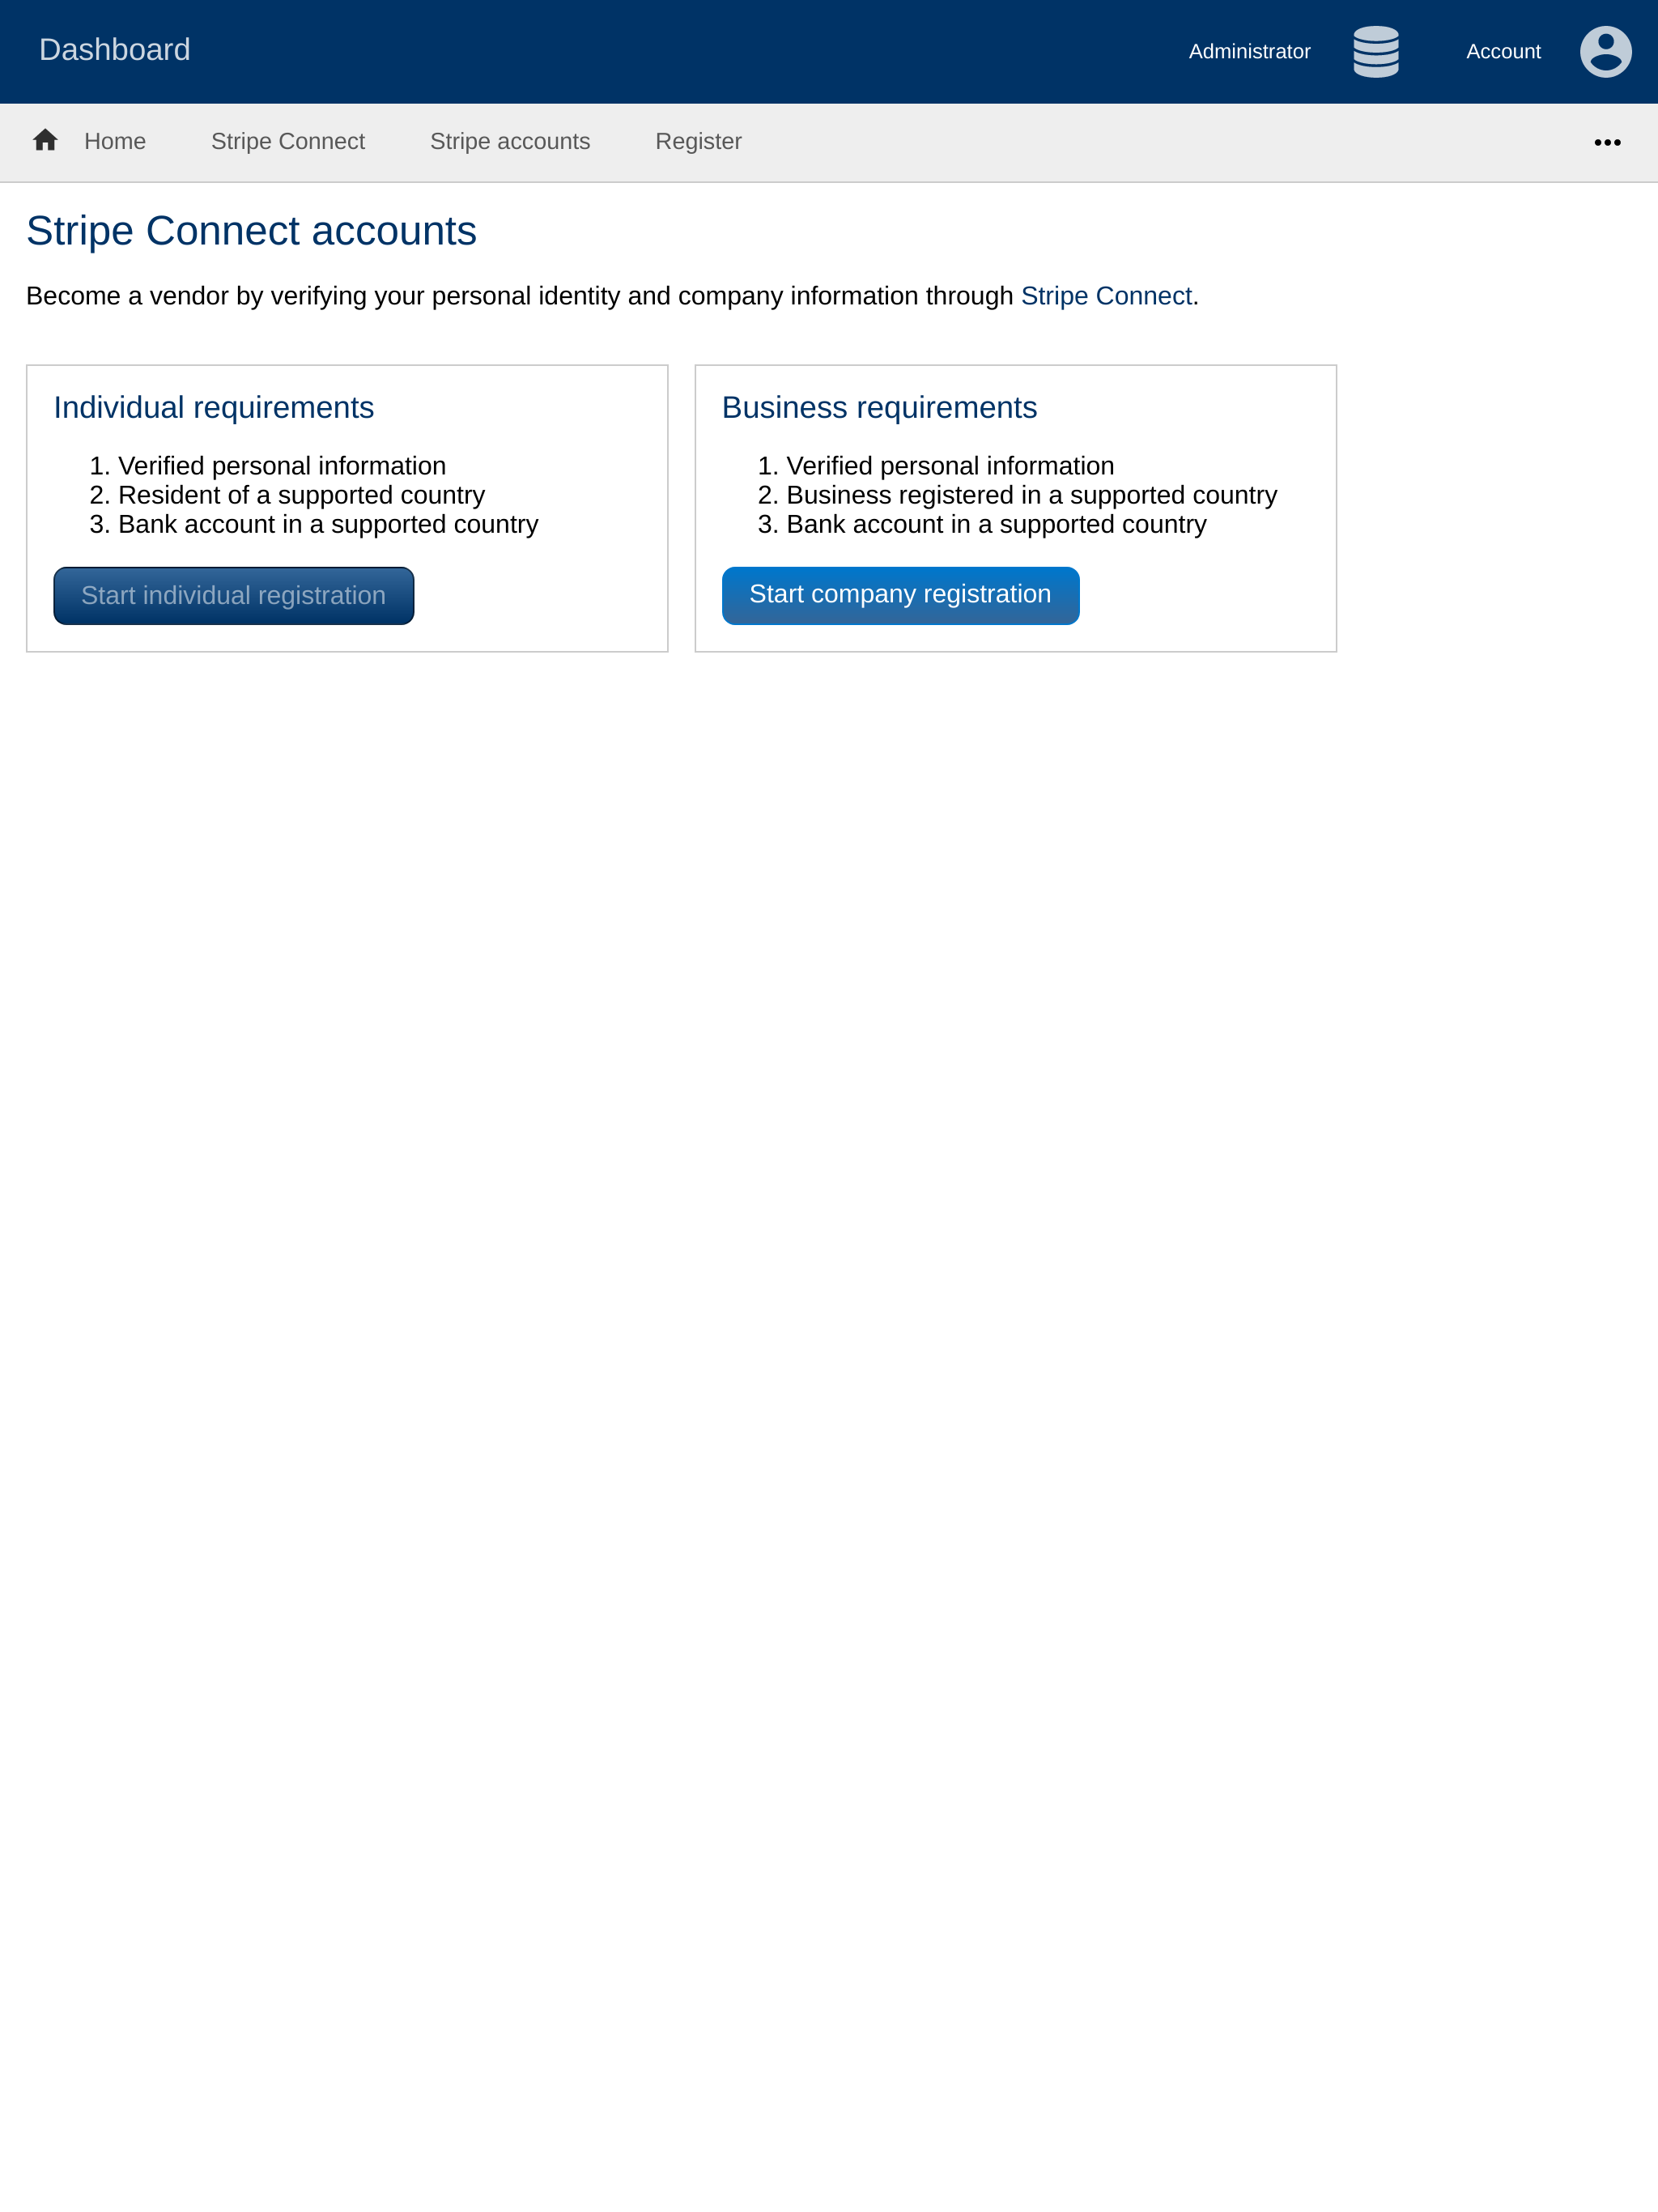 Dashboard Administrator Account
Home Stripe Connect Stripe accounts Register
Stripe Connect accounts
Become a vendor by verifying your personal identity and company information through Stripe Connect.
Individual requirements
1. Verified personal information
2. Resident of a supported country
3. Bank account in a supported country
Start individual registration
Business requirements
1. Verified personal information
2. Business registered in a supported country
3. Bank account in a supported country
Start company registration